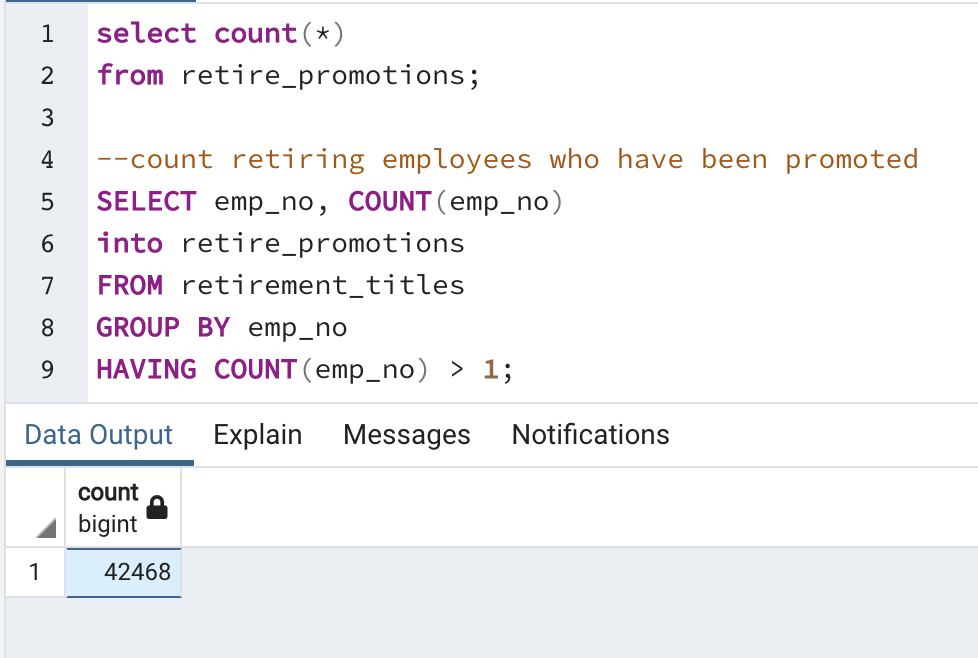 1 select count(*)
2 from retire_promotions;
3
4 --count retiring employees who have been promoted
5 SELECT emp_no, COUNT(emp_no)
6 into retire_promotions
7 FROM retirement_titles
8 GROUP BY emp_no
9 HAVING COUNT(emp_no) > 1;
Data Output Explain Messages Notifications
count
bigint
1 42468